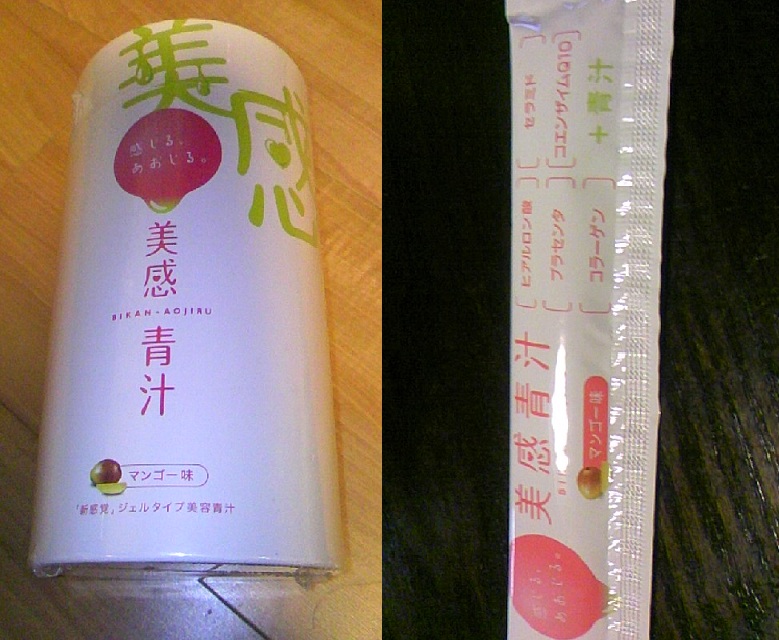 美感
感じる、
あおじる。
美感
BIKAN-AOJIRU
青汁
マンゴー味
「新感覚」ジェルタイプ美容青汁
感じる、
あおじる。
美感青汁
マンゴー味
[ヒアルロン酸] [セラミド]
[プラセンタ] [コエンザイムQ10]
[コラーゲン] +青汁